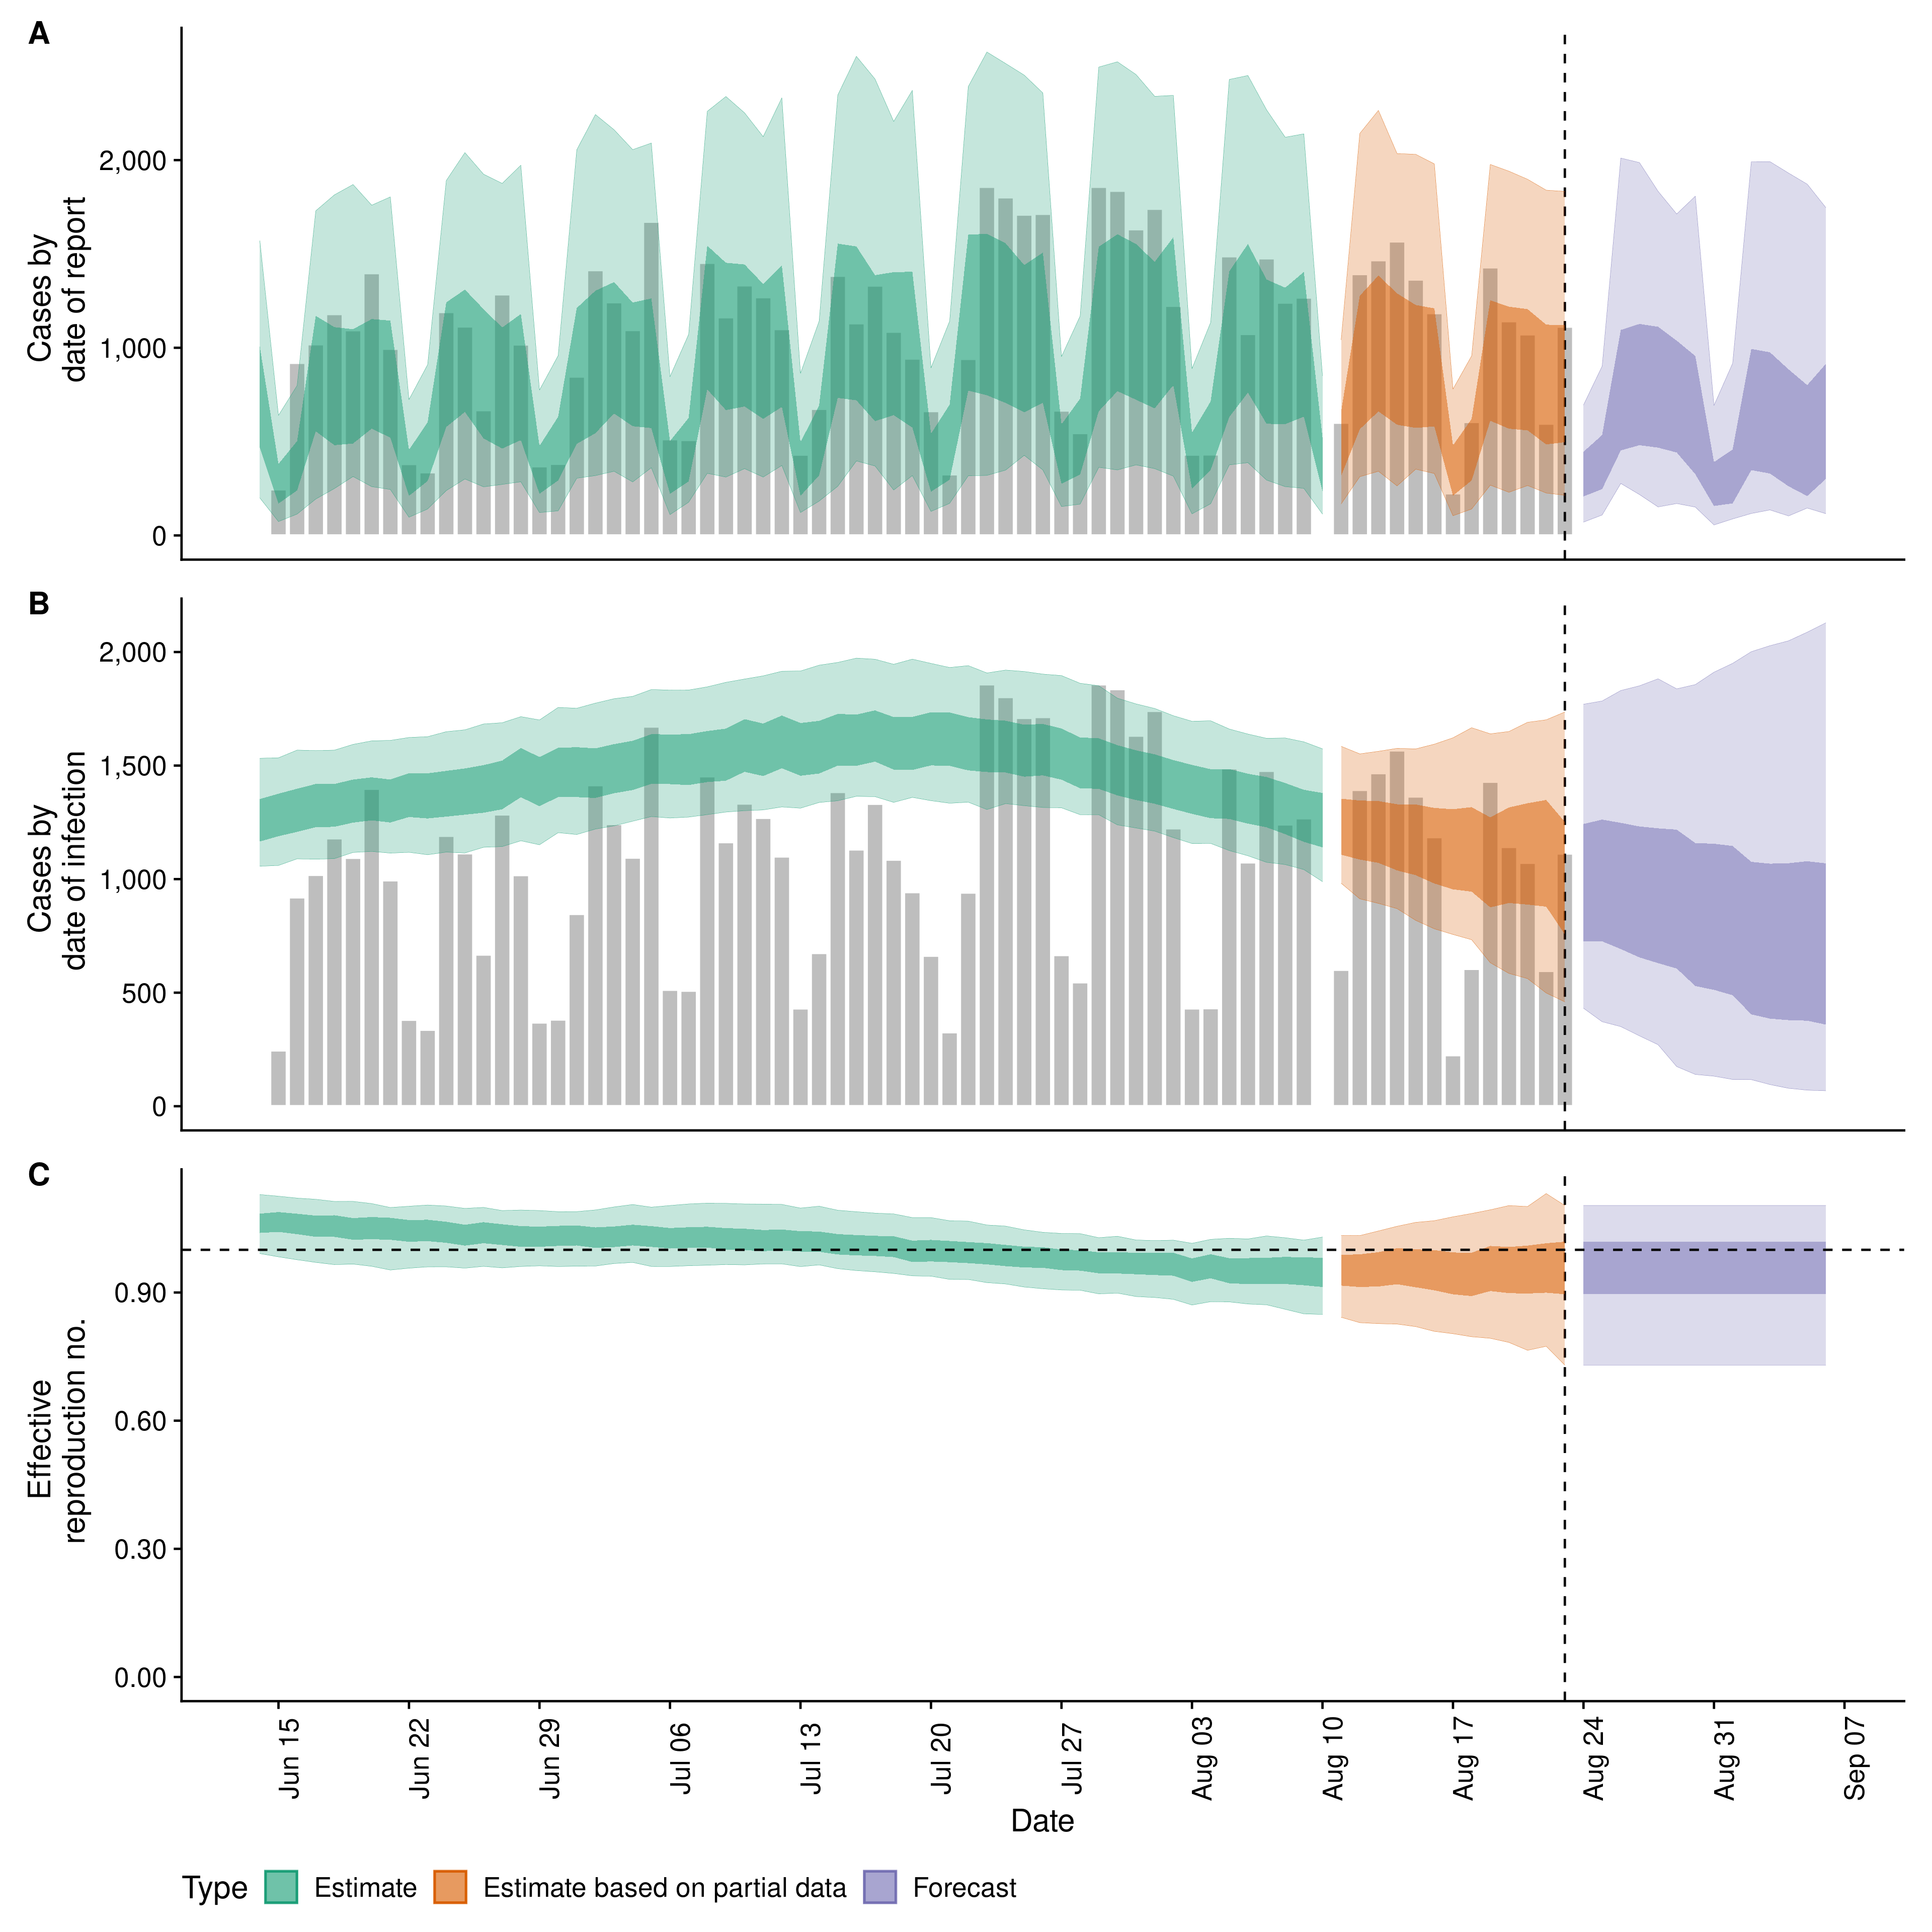 A
Cases by
date of report
2,000
1,000
0
B
Cases by
date of infection
2,000
1,500
1,000
500
0
C
Effective
reproduction no.
0.90
0.60
0.30
0.00
Jun 15
Jun 22
Jun 29
Jul 06
Jul 13
Jul 20
Jul 27
Aug 03
Aug 10
Aug 17
Aug 24
Aug 31
Sep 07
Date
Type Estimate Estimate based on partial data Forecast